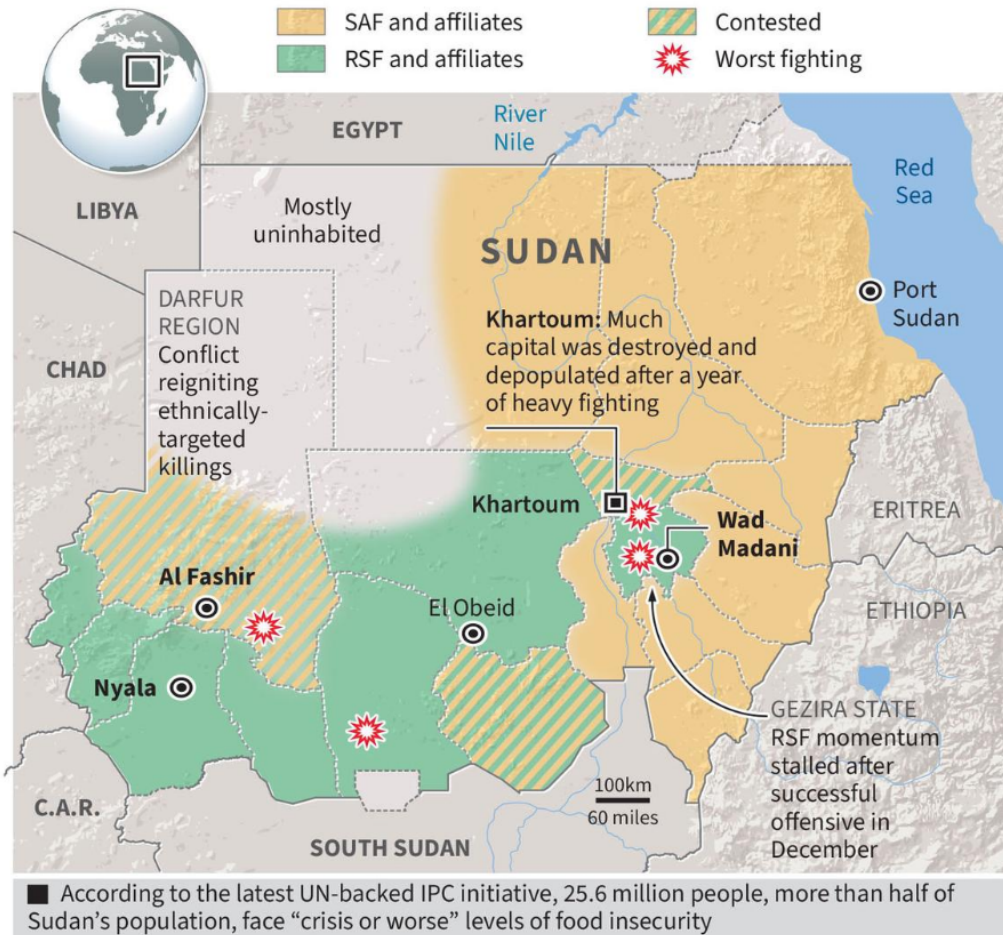 SAF and affiliates
RSF and affiliates
Contested
Worst fighting
EGYPT
River
Nile
Red
Sea
LIBYA
Mostly
uninhabited
SUDAN
Port
Sudan
DARFUR
REGION
Conflict
reigniting
ethnically-
targeted
killings
Khartoum: Much
capital was destroyed and
depopulated after a year
of heavy fighting
CHAD
Khartoum
Wad
Madani
ERITREA
Al Fashir
El Obeid
ETHIOPIA
Nyala
GEZIRA STATE
RSF momentum
stalled after
successful
offensive in
December
100km
60 miles
C.A.R.
SOUTH SUDAN
■ According to the latest UN-backed IPC initiative, 25.6 million people, more than half of
Sudan’s population, face “crisis or worse” levels of food insecurity